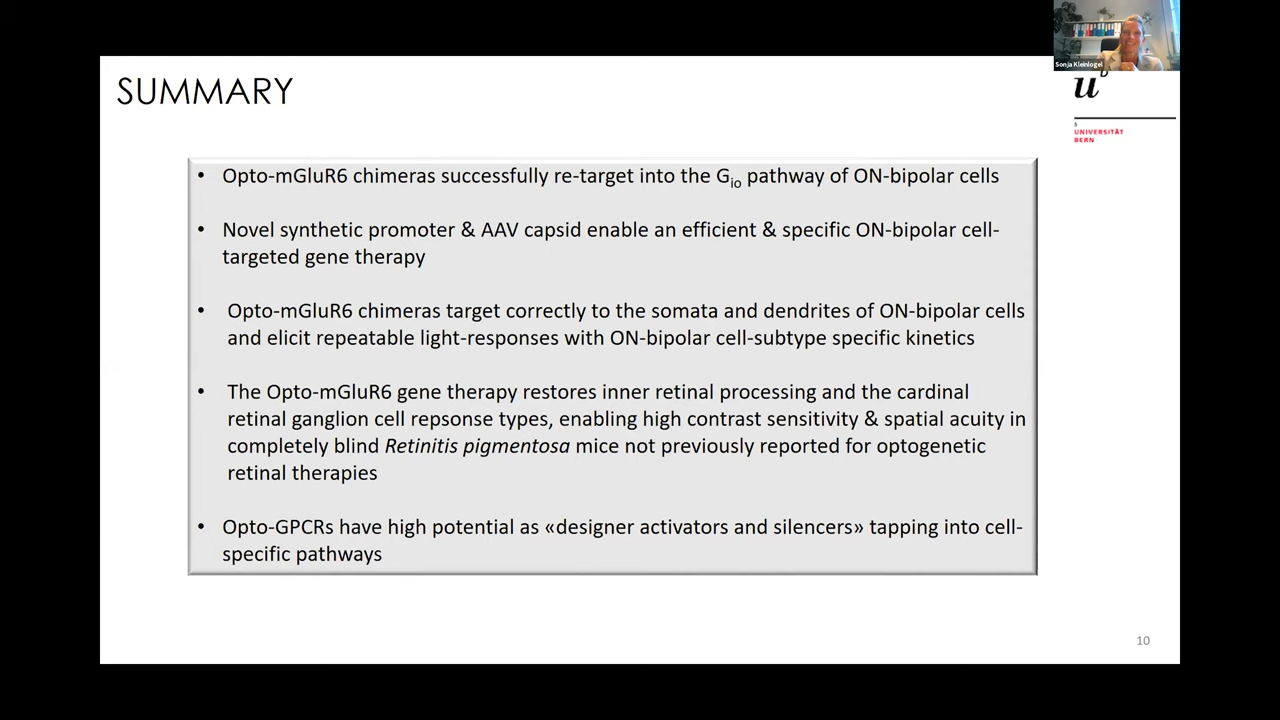 Sonja Kleinlogel
SUMMARY
u
b
b
UNIVERSITÄT
BERN
• Opto-mGluR6 chimeras successfully re-target into the Gio pathway of ON-bipolar cells
• Novel synthetic promoter & AAV capsid enable an efficient & specific ON-bipolar cell-
targeted gene therapy
• Opto-mGluR6 chimeras target correctly to the somata and dendrites of ON-bipolar cells
and elicit repeatable light-responses with ON-bipolar cell-subtype specific kinetics
• The Opto-mGluR6 gene therapy restores inner retinal processing and the cardinal
retinal ganglion cell repsonse types, enabling high contrast sensitivity & spatial acuity in
completely blind Retinitis pigmentosa mice not previously reported for optogenetic
retinal therapies
• Opto-GPCRs have high potential as «designer activators and silencers» tapping into cell-
specific pathways
10